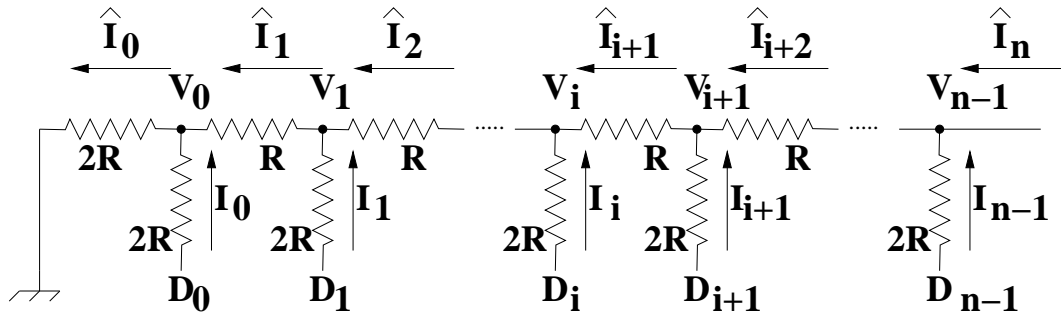 Î₀ Î₁ Î₂ Îᵢ₊₁ Îᵢ₊₂ Îₙ
V₀ V₁ Vᵢ Vᵢ₊₁ Vₙ₋₁
2R R R ..... R R .....
I₀ I₁ Iᵢ Iᵢ₊₁ Iₙ₋₁
2R 2R 2R 2R 2R
D₀ D₁ Dᵢ Dᵢ₊₁ Dₙ₋₁